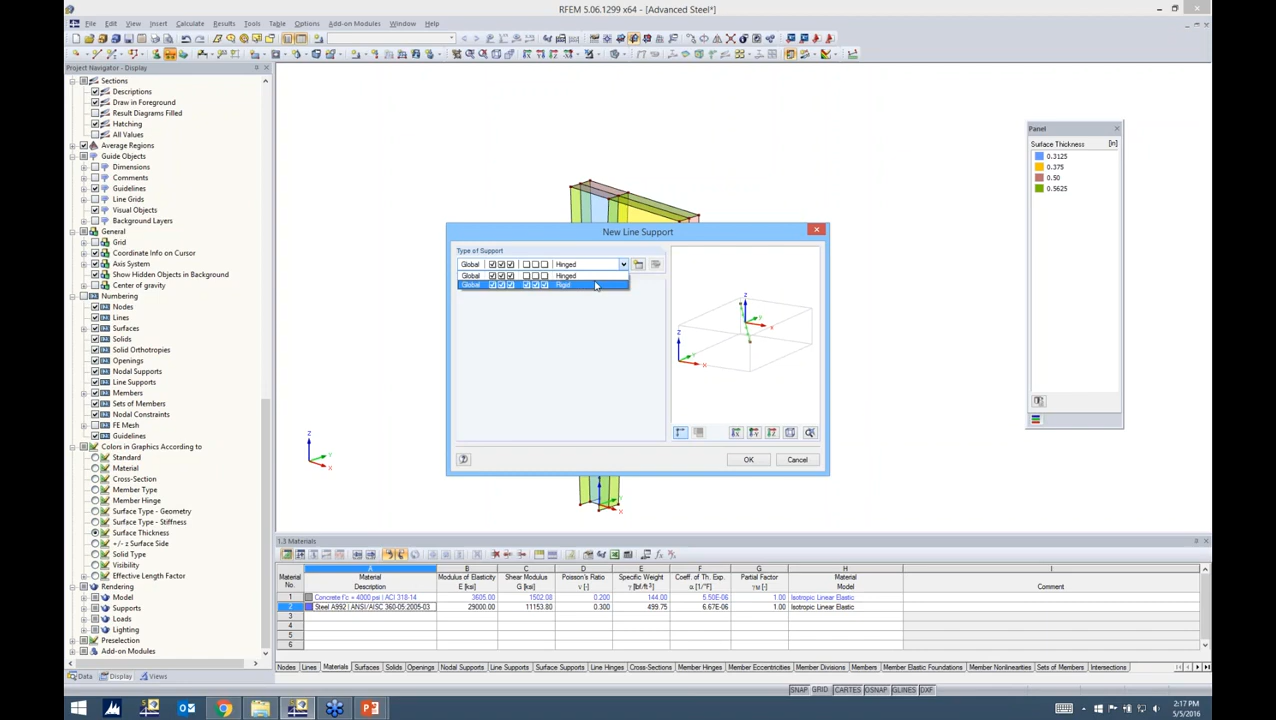 RFEM 5.06.1299 x64 - [Advanced Steel*]
File Edit View Insert Calculate Results Tools Table Options Add-on Modules Window Help
Project Navigator - Display
Sections
Descriptions
Draw in Foreground
Result Diagrams Filled
Hatching
All Values
Average Regions
Guide Objects
Dimensions
Comments
Guidelines
Line Grids
Visual Objects
Background Layers
General
Grid
Coordinate Info on Cursor
Axis System
Show Hidden Objects in Background
Center of gravity
Numbering
Nodes
Lines
Surfaces
Solids
Solid Orthotropies
Openings
Nodal Supports
Line Supports
Members
Sets of Members
Nodal Constraints
FE Mesh
Guidelines
Colors in Graphics According to
Standard
Material
Cross-Section
Member Type
Member Hinge
Surface Type - Geometry
Surface Type - Stiffness
Surface Thickness
+/- z Surface Side
Solid Type
Visibility
Effective Length Factor
Rendering
Model
Supports
Loads
Lighting
Preselection
Add-on Modules
Data Display Views
New Line Support
Type of Support
Global Hinged
Global Hinged
Global Rigid
OK Cancel
Panel
Surface Thickness [in]
0.3125
0.375
0.50
0.5625
1.3 Materials
A B C D E F G H I
Material No. Material Description Modulus of Elasticity E [ksi] Shear Modulus G [ksi] Poisson's Ratio ν [-] Specific Weight γ [lbf/ft³] Coeff. of Th. Exp. α [1/°F] Partial Factor γM [-] Material Model Comment
1 Concrete f'c = 4000 psi | ACI 318-14 3605.00 1502.08 0.200 144.00 5.50E-06 1.00 Isotropic Linear Elastic
2 Steel A992 | ANSI/AISC 360-05:2005-03 29000.00 11153.80 0.300 499.75 6.67E-06 1.00 Isotropic Linear Elastic
3
4
5
6
Nodes Lines Materials Surfaces Solids Openings Nodal Supports Line Supports Surface Supports Line Hinges Cross-Sections Member Hinges Member Eccentricities Member Divisions Members Member Elastic Foundations Member Nonlinearities Sets of Members Intersections
SNAP GRID CARTES OSNAP GLINES DXF
2:17 PM
5/5/2016